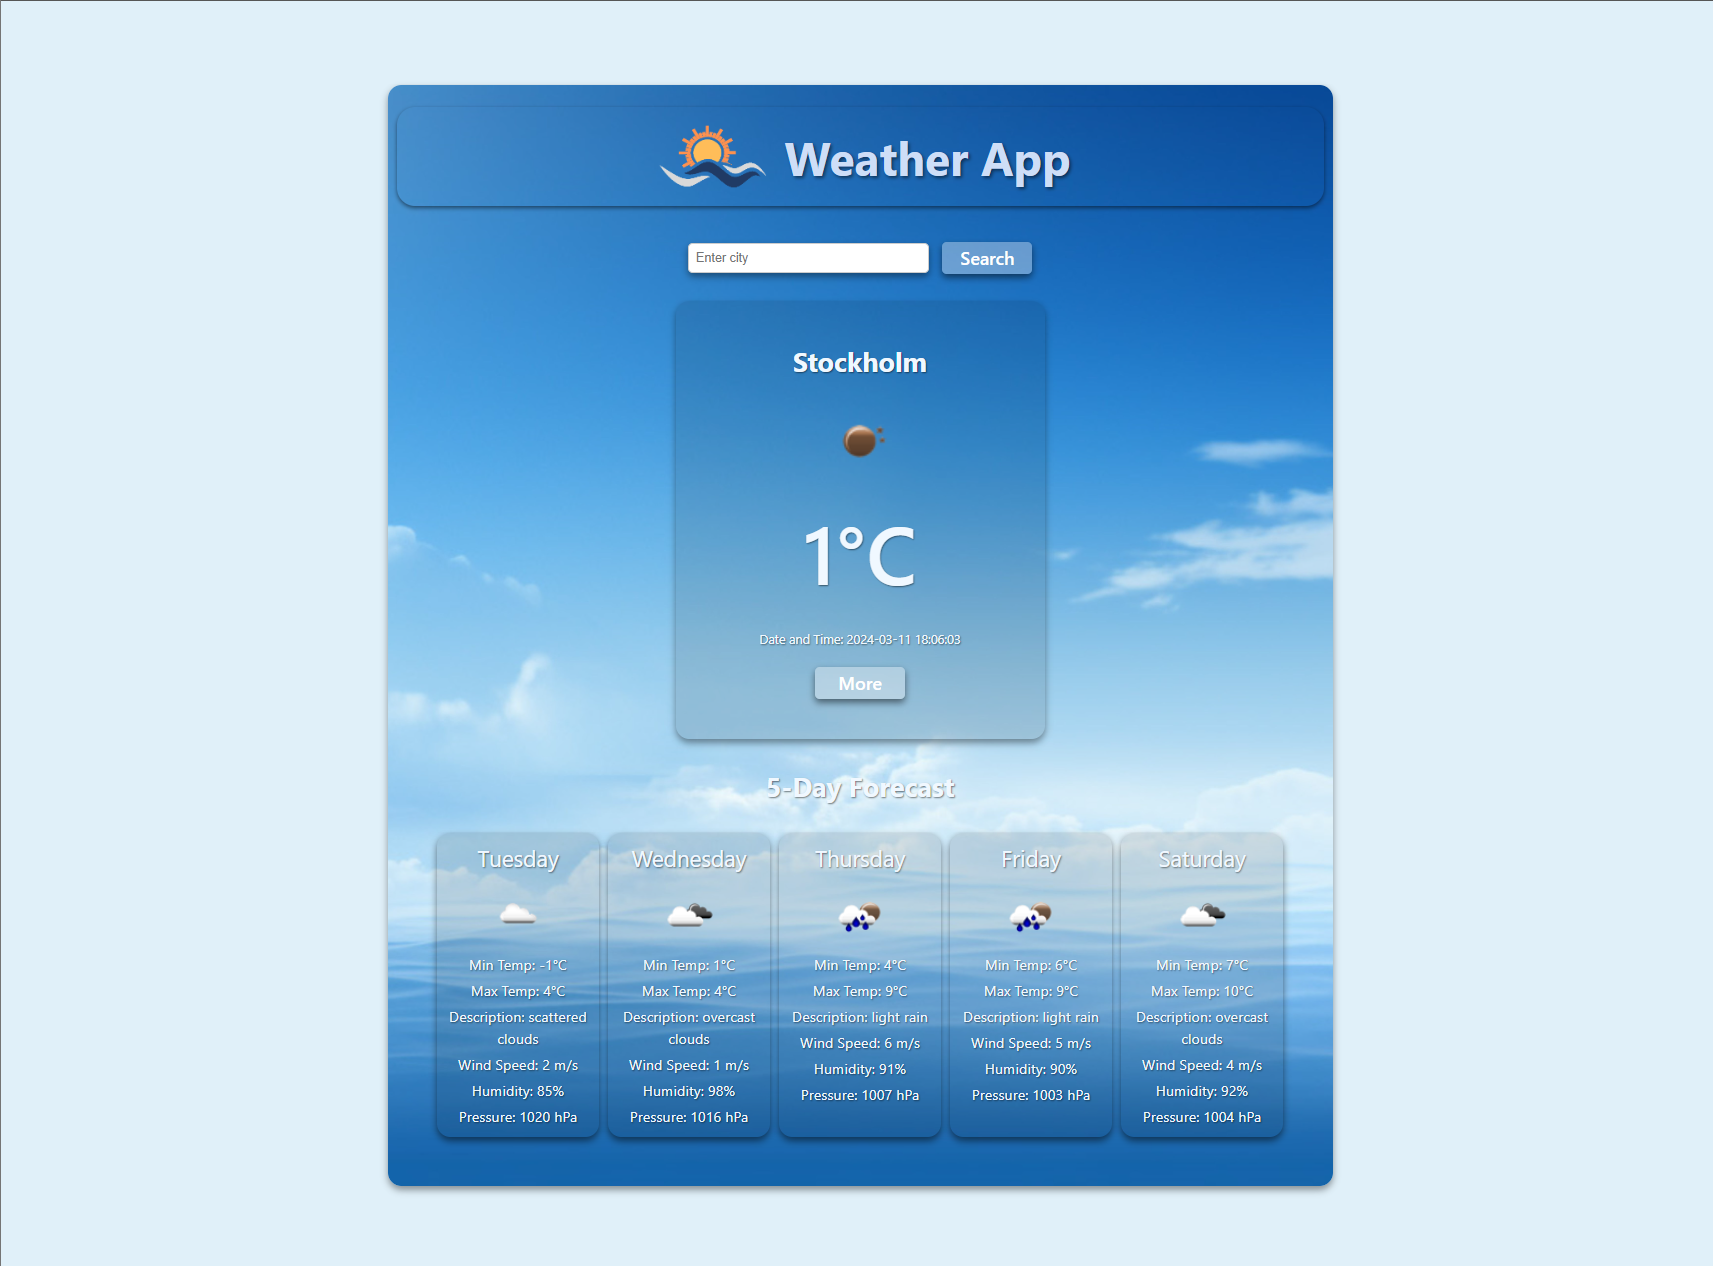 Weather App
Enter city
Search
Stockholm
1°C
Date and Time: 2024-03-11 18:06:03
More
5-Day Forecast
Tuesday
Min Temp: -1°C
Max Temp: 4°C
Description: scattered
clouds
Wind Speed: 2 m/s
Humidity: 85%
Pressure: 1020 hPa
Wednesday
Min Temp: 1°C
Max Temp: 4°C
Description: overcast
clouds
Wind Speed: 1 m/s
Humidity: 98%
Pressure: 1016 hPa
Thursday
Min Temp: 4°C
Max Temp: 9°C
Description: light rain
Wind Speed: 6 m/s
Humidity: 91%
Pressure: 1007 hPa
Friday
Min Temp: 6°C
Max Temp: 9°C
Description: light rain
Wind Speed: 5 m/s
Humidity: 90%
Pressure: 1003 hPa
Saturday
Min Temp: 7°C
Max Temp: 10°C
Description: overcast
clouds
Wind Speed: 4 m/s
Humidity: 92%
Pressure: 1004 hPa